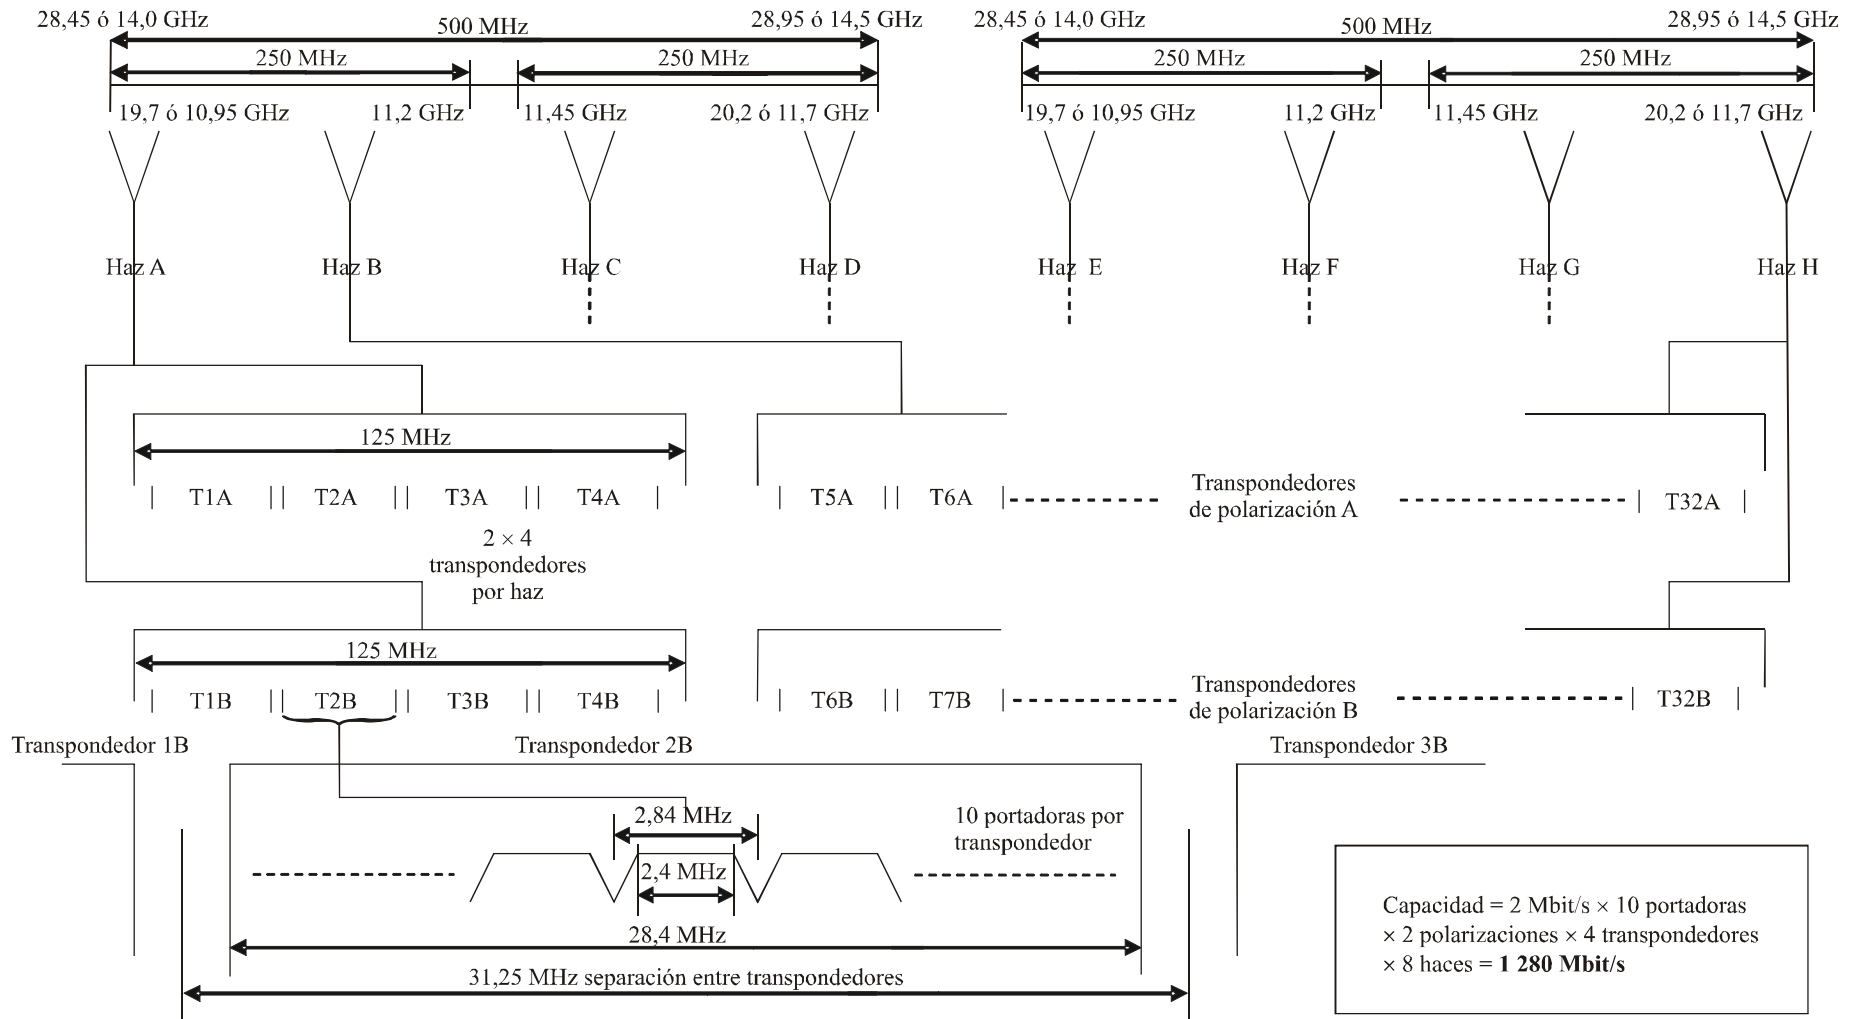 28,45 ó 14,0 GHz
500 MHz
28,95 ó 14,5 GHz
28,45 ó 14,0 GHz
500 MHz
28,95 ó 14,5 GHz
250 MHz
250 MHz
250 MHz
250 MHz
19,7 ó 10,95 GHz
11,2 GHz
11,45 GHz
20,2 ó 11,7 GHz
19,7 ó 10,95 GHz
11,2 GHz
11,45 GHz
20,2 ó 11,7 GHz
Haz A
Haz B
Haz C
Haz D
Haz E
Haz F
Haz G
Haz H
125 MHz
T1A
T2A
T3A
T4A
T5A
T6A
Transpondedores
de polarización A
T32A
2 × 4
transpondedores
por haz
125 MHz
T1B
T2B
T3B
T4B
T6B
T7B
Transpondedores
de polarización B
T32B
Transpondedor 1B
Transpondedor 2B
Transpondedor 3B
2,84 MHz
10 portadoras por
transpondedor
2,4 MHz
28,4 MHz
31,25 MHz separación entre transpondedores
Capacidad = 2 Mbit/s × 10 portadoras
× 2 polarizaciones × 4 transpondedores
× 8 haces = 1 280 Mbit/s